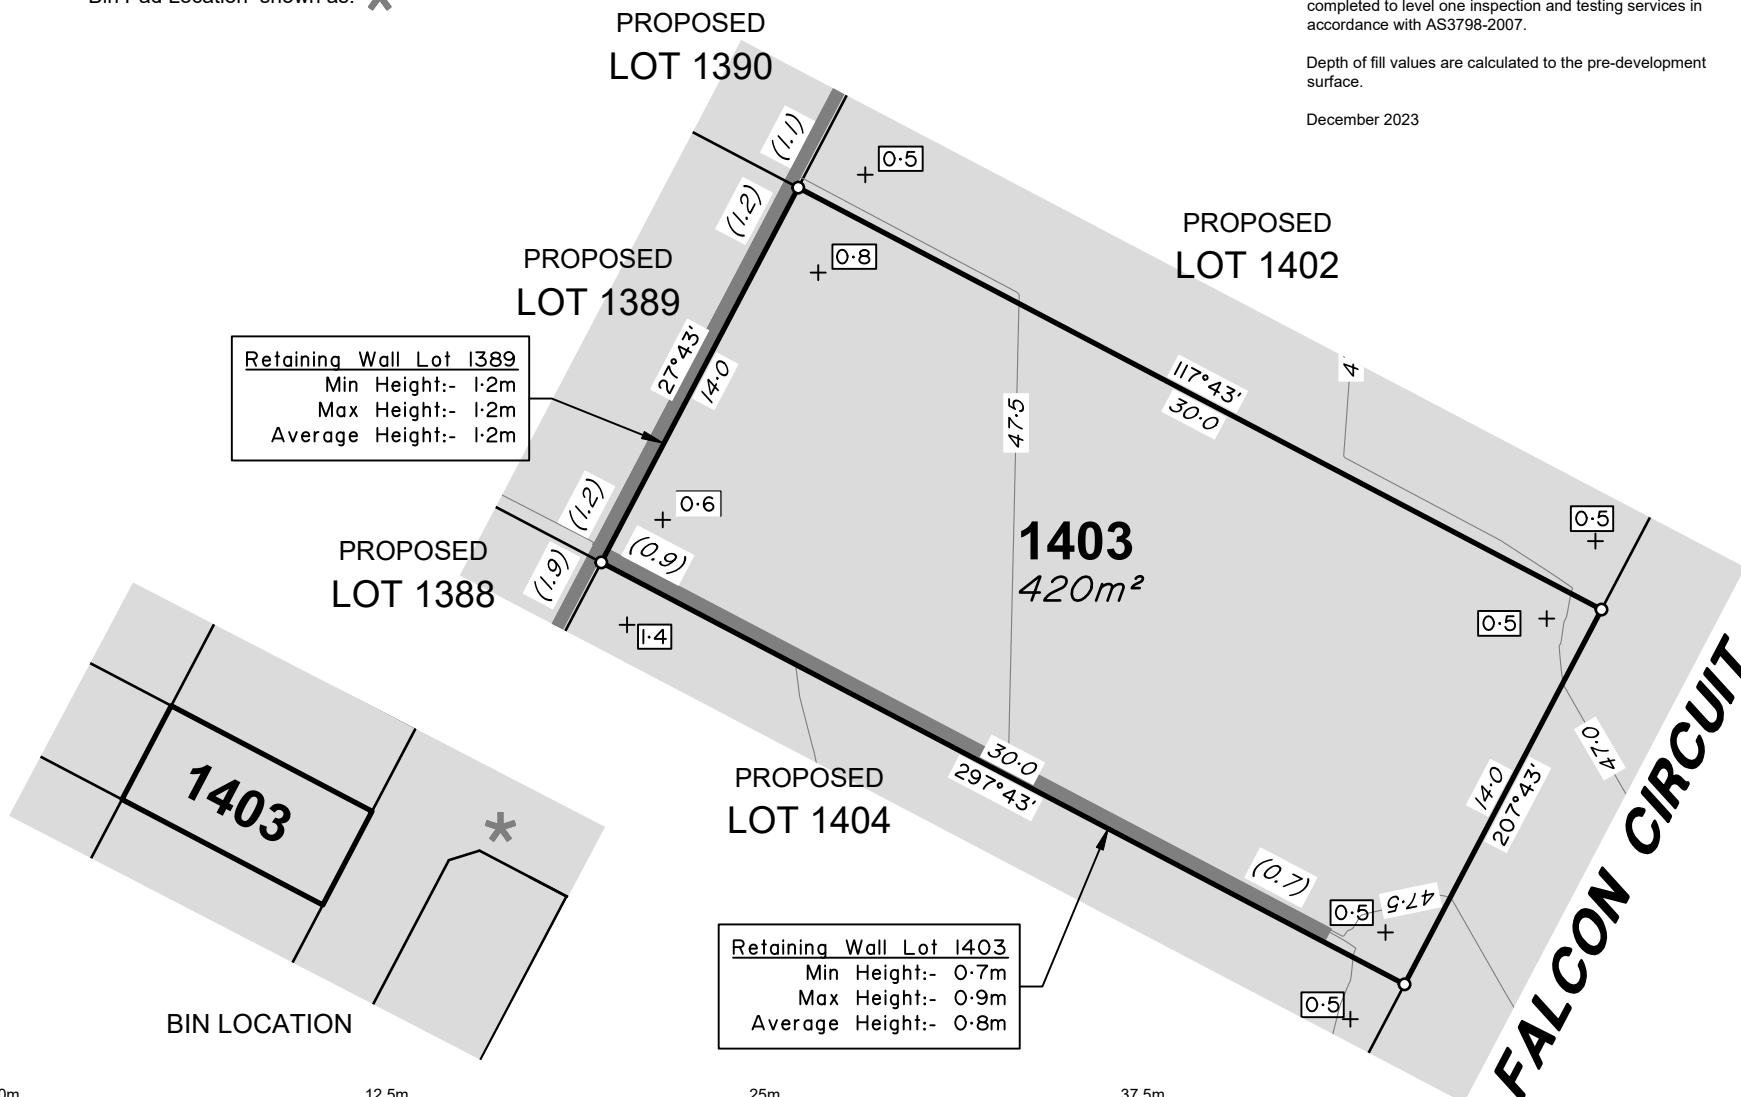 Bin Pad Location shown as:
completed to level one inspection and testing services in
accordance with AS3798-2007.
Depth of fill values are calculated to the pre-development
surface.
December 2023
PROPOSED
LOT 1390
(1.1)
0·5
(1.2)
PROPOSED
LOT 1402
0·8
PROPOSED
LOT 1389
27°43'
14·0
117°43'
30·0
47·5
Retaining Wall Lot 1389
Min Height:- 1·2m
Max Height:- 1·2m
Average Height:- 1·2m
(1.2)
0·6
0·5
1403
420m²
PROPOSED
LOT 1388
(0.9)
(1.9)
0·5
1·4
47·0
FALCON CIRCUIT
14·0
207°43'
30·0
297°43'
PROPOSED
LOT 1404
(0.7)
0·5
47·5
0·5
Retaining Wall Lot 1403
Min Height:- 0·7m
Max Height:- 0·9m
Average Height:- 0·8m
1403
BIN LOCATION
12.5m
25m
37.5m